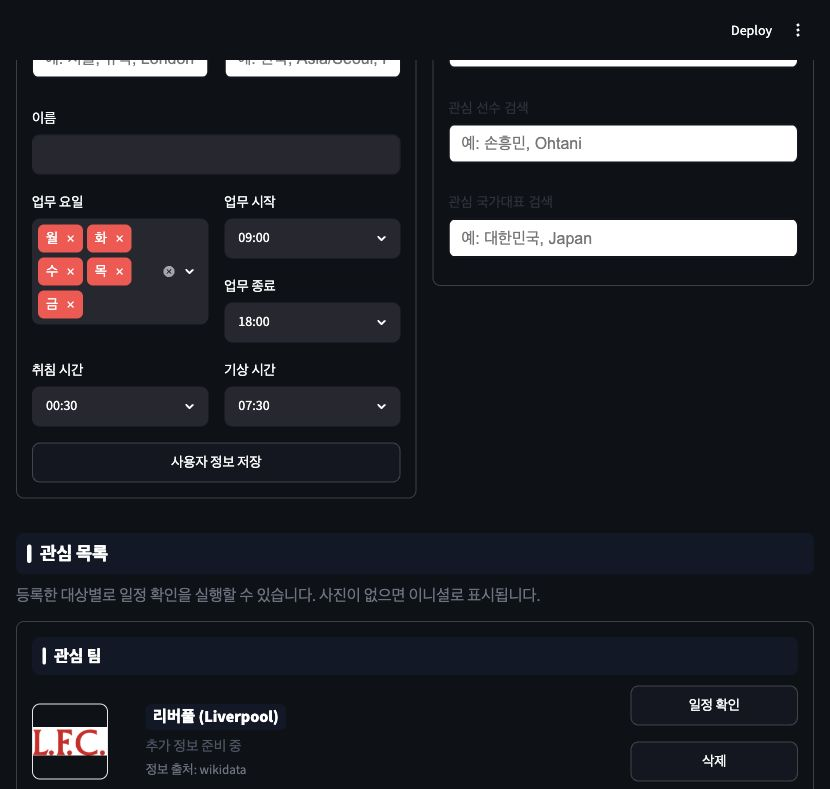 Deploy
예: 서울, 뉴욕, London
예: 한국, Asia/Seoul,
이름
업무 요일
월 ×
화 ×
수 ×
목 ×
금 ×
업무 시작
09:00
업무 종료
18:00
취침 시간
00:30
기상 시간
07:30
사용자 정보 저장
관심 선수 검색
예: 손흥민, Ohtani
관심 국가대표 검색
예: 대한민국, Japan
관심 목록
등록한 대상별로 일정 확인을 실행할 수 있습니다. 사진이 없으면 이니셜로 표시됩니다.
관심 팀
L.F.C.
리버풀 (Liverpool)
추가 정보 준비 중
정보 출처: wikidata
일정 확인
삭제